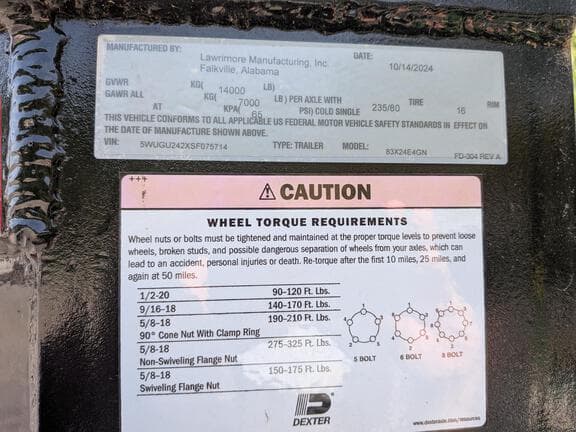 MANUFACTURED BY: Lawrimore Manufacturing, Inc. DATE:
Falkville, Alabama 10/14/2024
GVWR KG( 14000 LB)
GAWR ALL KG( 7000 LB) PER AXLE WITH TIRE RIM
AT KPA( 65 PSI) COLD SINGLE 235/80 16
THIS VEHICLE CONFORMS TO ALL APPLICABLE US FEDERAL MOTOR VEHICLE SAFETY STANDARDS IN EFFECT ON
THE DATE OF MANUFACTURE SHOWN ABOVE.
VIN: 5WUGU242XSF075714 TYPE: TRAILER MODEL: 83X24E4GN FD-304 REV A
+++
CAUTION
WHEEL TORQUE REQUIREMENTS
Wheel nuts or bolts must be tightened and maintained at the proper torque levels to prevent loose
wheels, broken studs, and possible dangerous separation of wheels from your axles, which can
lead to an accident, personal injuries or death. Re-torque after the first 10 miles, 25 miles, and
again at 50 miles.
1/2-20 90-120 Ft. Lbs.
9/16-18 140-170 Ft. Lbs.
5/8-18 190-210 Ft. Lbs.
90° Cone Nut With Clamp Ring
5/8-18 275-325 Ft. Lbs.
Non-Swiveling Flange Nut
5/8-18 150-175 Ft. Lbs.
Swiveling Flange Nut
5 BOLT 6 BOLT 8 BOLT
DEXTER
www.dexteraxle.com/resources